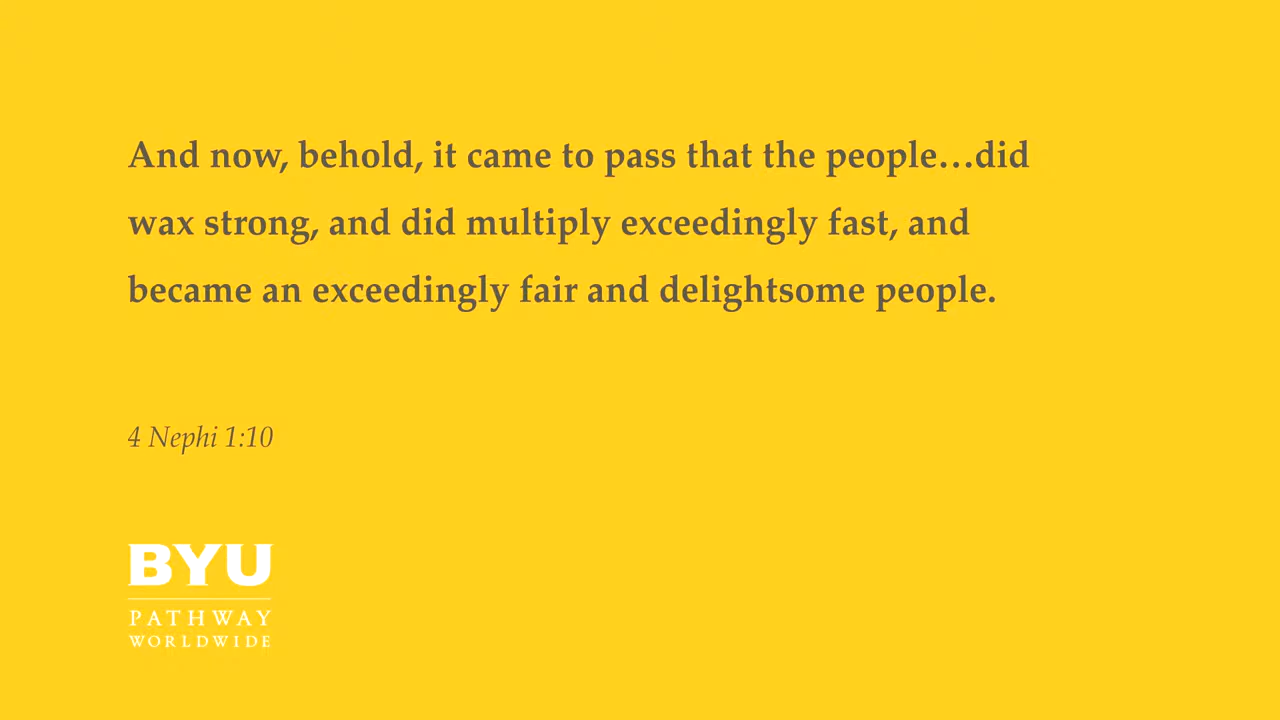 And now, behold, it came to pass that the people…did
wax strong, and did multiply exceedingly fast, and
became an exceedingly fair and delightsome people.
4 Nephi 1:10
BYU
PATHWAY
WORLDWIDE